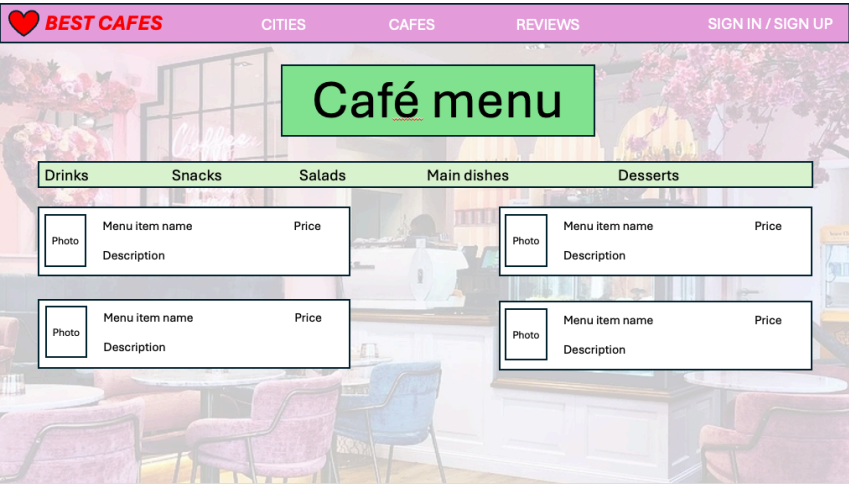 BEST CAFES CITIES CAFES REVIEWS SIGN IN / SIGN UP
Café menu
Coffee
Drinks Snacks Salads Main dishes Desserts
Photo
Menu item name Price
Description
Photo
Menu item name Price
Description
Photo
Menu item name Price
Description
Photo
Menu item name Price
Description